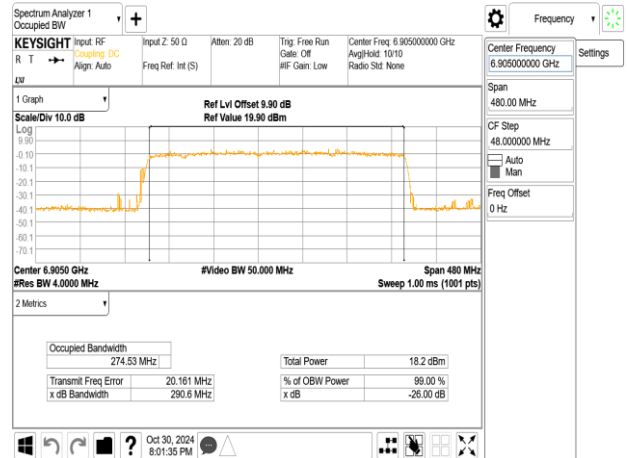 Spectrum Analyzer 1
Occupied BW
Frequency
KEYSIGHT
R T
LXI
Input: RF
Coupling: DC
Align: Auto
Input Z: 50 Ω
Freq Ref: Int (S)
Atten: 20 dB
Trig: Free Run
Gate: Off
#IF Gain: Low
Center Freq: 6.905000000 GHz
Avg|Hold: 10/10
Radio Std: None
Center Frequency
6.905000000 GHz
Settings
Span
480.00 MHz
CF Step
48.000000 MHz
Auto
Man
Freq Offset
0 Hz
1 Graph
Scale/Div 10.0 dB
Ref Lvl Offset 9.90 dB
Ref Value 19.90 dBm
Log
9.90
-0.10
-10.1
-20.1
-30.1
-40.1
-50.1
-60.1
-70.1
Center 6.9050 GHz
#Video BW 50.000 MHz
Span 480 MHz
#Res BW 4.0000 MHz
Sweep 1.00 ms (1001 pts)
2 Metrics
Occupied Bandwidth
274.53 MHz
Total Power 18.2 dBm
Transmit Freq Error 20.161 MHz
% of OBW Power 99.00 %
x dB Bandwidth 290.6 MHz
x dB -26.00 dB
?
Oct 30, 2024
8:01:35 PM